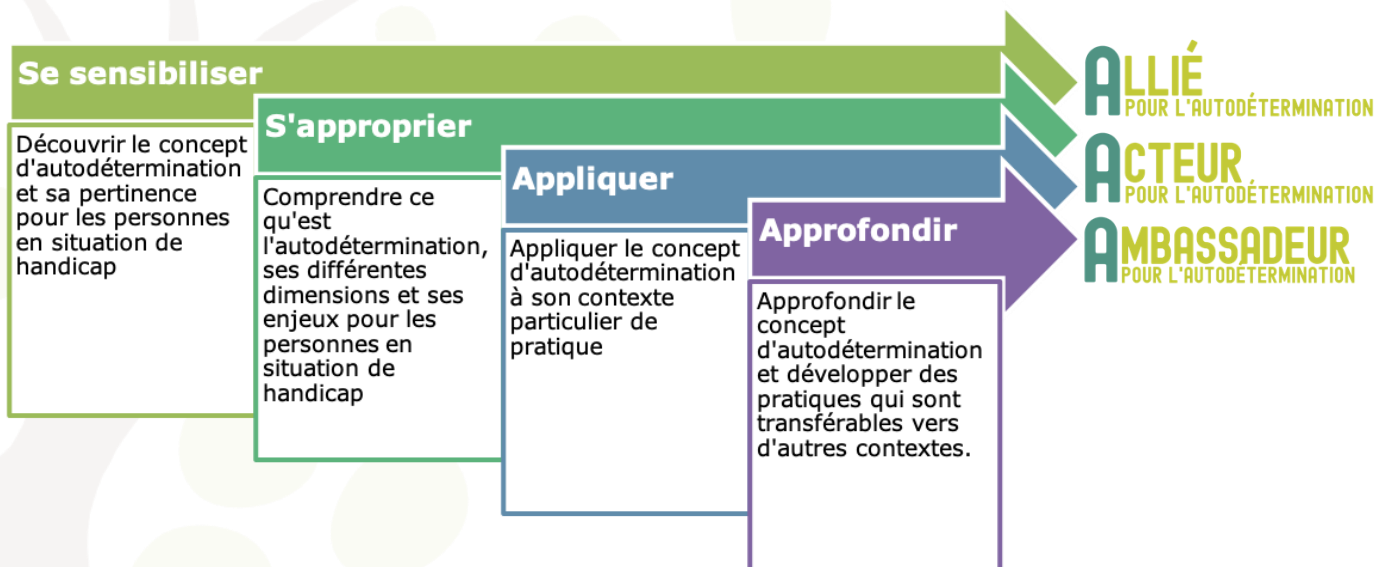 Se sensibiliser
Découvrir le concept
d'autodétermination
et sa pertinence
pour les personnes
en situation de
handicap
S'approprier
Comprendre ce
qu'est
l'autodétermination,
ses différentes
dimensions et ses
enjeux pour les
personnes en
situation de
handicap
Appliquer
Appliquer le concept
d'autodétermination
à son contexte
particulier de
pratique
Approfondir
Approfondir le
concept
d'autodétermination
et développer des
pratiques qui sont
transférables vers
d'autres contextes.
ALLIÉ
POUR L'AUTODÉTERMINATION
ACTEUR
POUR L'AUTODÉTERMINATION
AMBASSADEUR
POUR L'AUTODÉTERMINATION